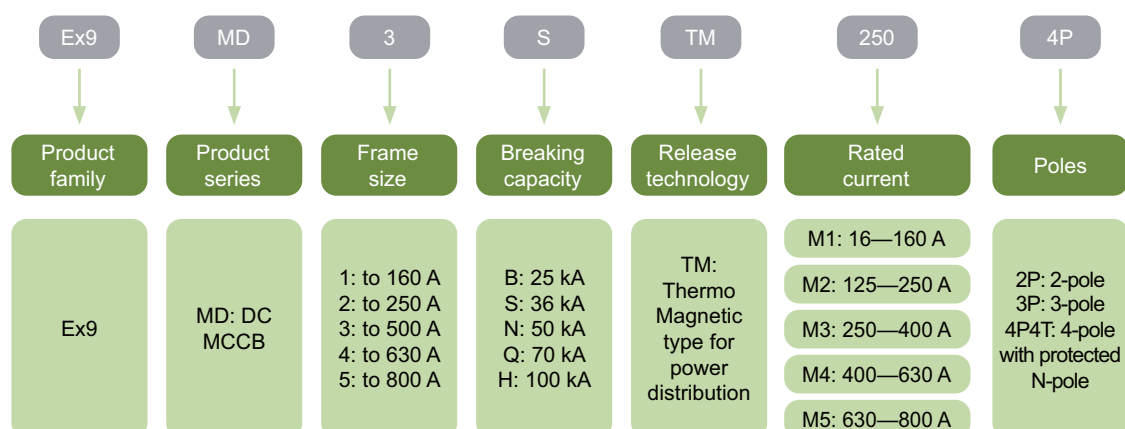 Ex9
MD
3
S
TM
250
4P
Product
family
Product
series
Frame
size
Breaking
capacity
Release
technology
Rated
current
Poles
Ex9
MD: DC
MCCB
1: to 160 A
2: to 250 A
3: to 500 A
4: to 630 A
5: to 800 A
B: 25 kA
S: 36 kA
N: 50 kA
Q: 70 kA
H: 100 kA
TM:
Thermo
Magnetic
type for
power
distribution
M1: 16—160 A
M2: 125—250 A
M3: 250—400 A
M4: 400—630 A
M5: 630—800 A
2P: 2-pole
3P: 3-pole
4P4T: 4-pole
with protected
N-pole